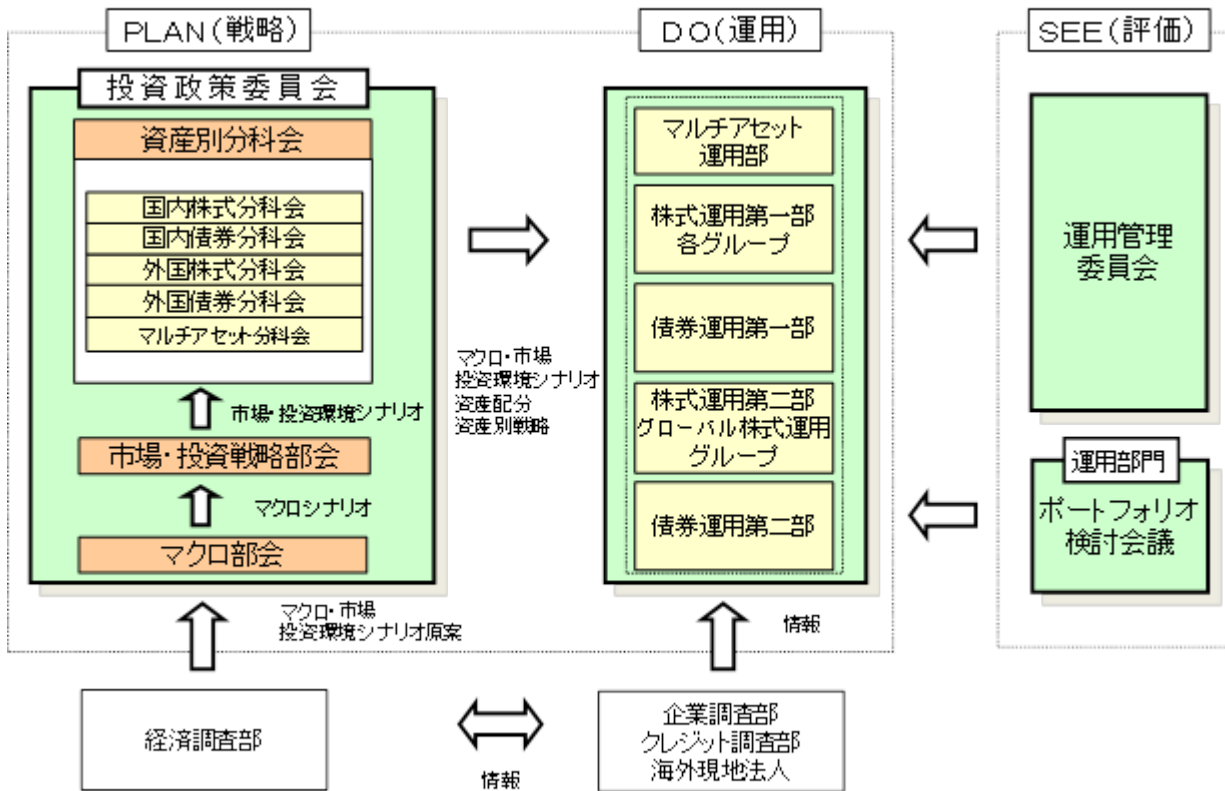 PLAN(戦略)
投資政策委員会
資産別分科会
国内株式分科会
国内債券分科会
外国株式分科会
外国債券分科会
マルチアセット分科会
市場・投資環境シナリオ
市場・投資戦略部会
マクロシナリオ
マクロ部会
マクロ・市場
投資環境シナリオ原案
経済調査部
マクロ・市場
投資環境シナリオ
資産配分
資産別戦略
DO(運用)
マルチアセット
運用部
株式運用第一部
各グループ
債券運用第一部
株式運用第二部
グローバル株式運用
グループ
債券運用第二部
情報
企業調査部
クレジット調査部
海外現地法人
情報
SEE(評価)
運用管理
委員会
運用部門
ポートフォリオ
検討会議